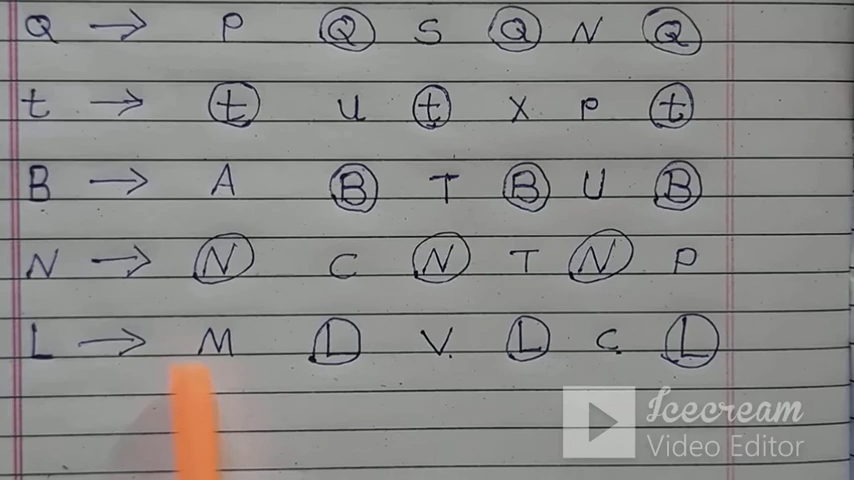 Q → P Q S Q N Q
t → t U t X P t
B → A B T B U B
N → N C N T N P
L → M L V. L C L
Icecream
Video Editor